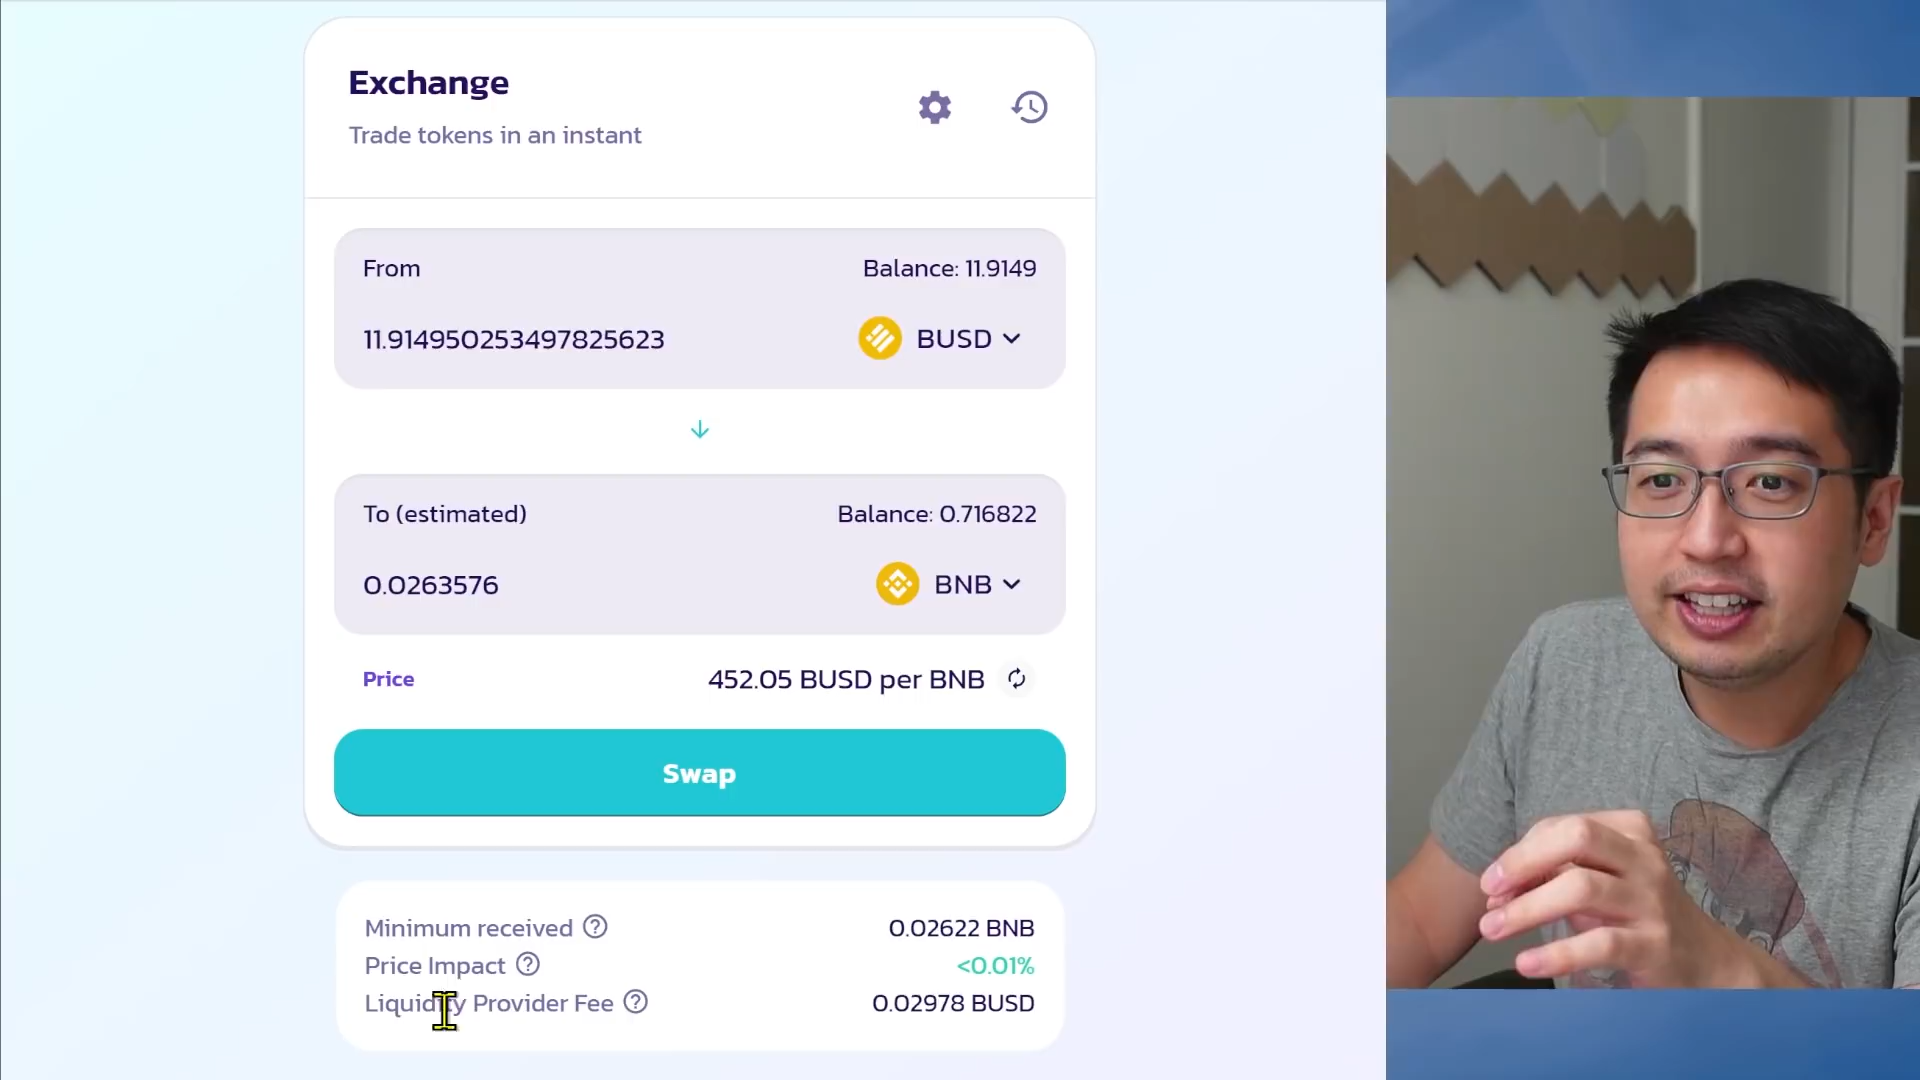 Exchange
Trade tokens in an instant
From
Balance: 11.9149
11.914950253497825623
BUSD
To (estimated)
Balance: 0.716822
0.0263576
BNB
Price
452.05 BUSD per BNB
Swap
Minimum received
0.02622 BNB
Price Impact
<0.01%
Liquidity Provider Fee
0.02978 BUSD